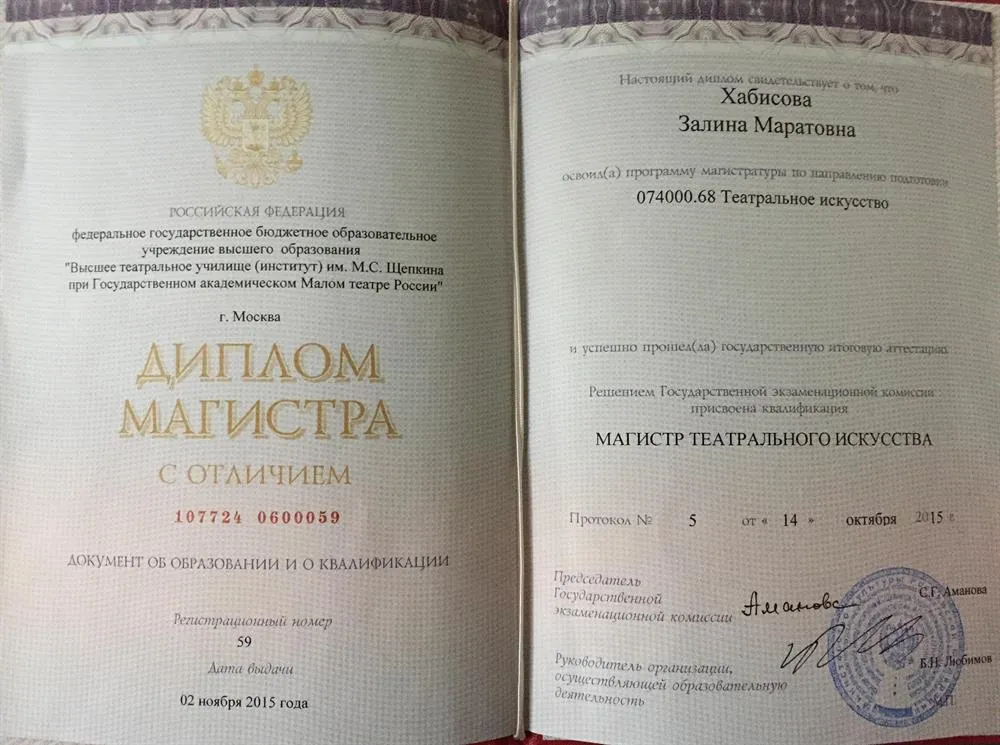 РОССИЙСКАЯ ФЕДЕРАЦИЯ
федеральное государственное бюджетное образовательное
учреждение высшего образования
"Высшее театральное училище (институт) им. М.С. Щепкина
при Государственном академическом Малом театре России"
г. Москва
ДИПЛОМ
МАГИСТРА
С ОТЛИЧИЕМ
107724 0600059
ДОКУМЕНТ ОБ ОБРАЗОВАНИИ И О КВАЛИФИКАЦИИ
Регистрационный номер
59
Дата выдачи
02 ноября 2015 года
Настоящий диплом свидетельствует о том, что
Хабисова
Залина Маратовна
освоил(а) программу магистратуры по направлению подготовки
074000.68 Театральное искусство
и успешно прошел(ла) государственную итоговую аттестацию.
Решением Государственной экзаменационной комиссии
присвоена квалификация
МАГИСТР ТЕАТРАЛЬНОГО ИСКУССТВА
Протокол № 5 от « 14 » октября 2015 г.
Председатель
Государственной
экзаменационной комиссии
Аманова
С.Г. Аманова
Руководитель организации,
осуществляющей образовательную
деятельность
Б.Н. Любимов
М.П.